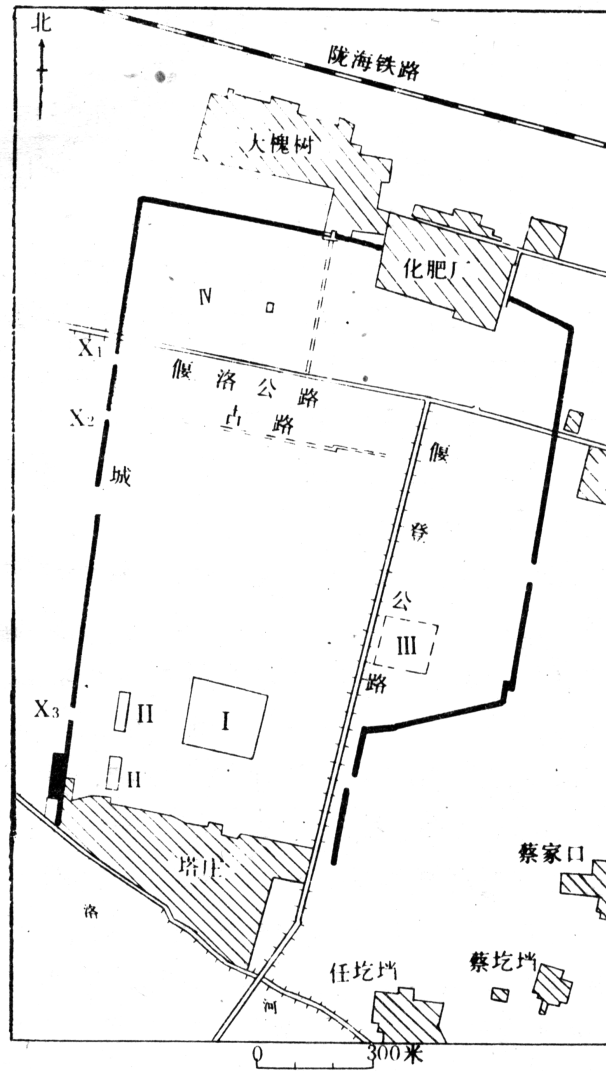 北
陇海铁路
大槐树
化肥厂
IV
X1
偃洛公路
古路
X2
偃登公路
城
III
X3
II
I
II
塔庄
蔡家口
洛河
任圪垱
蔡圪垱
0 300米